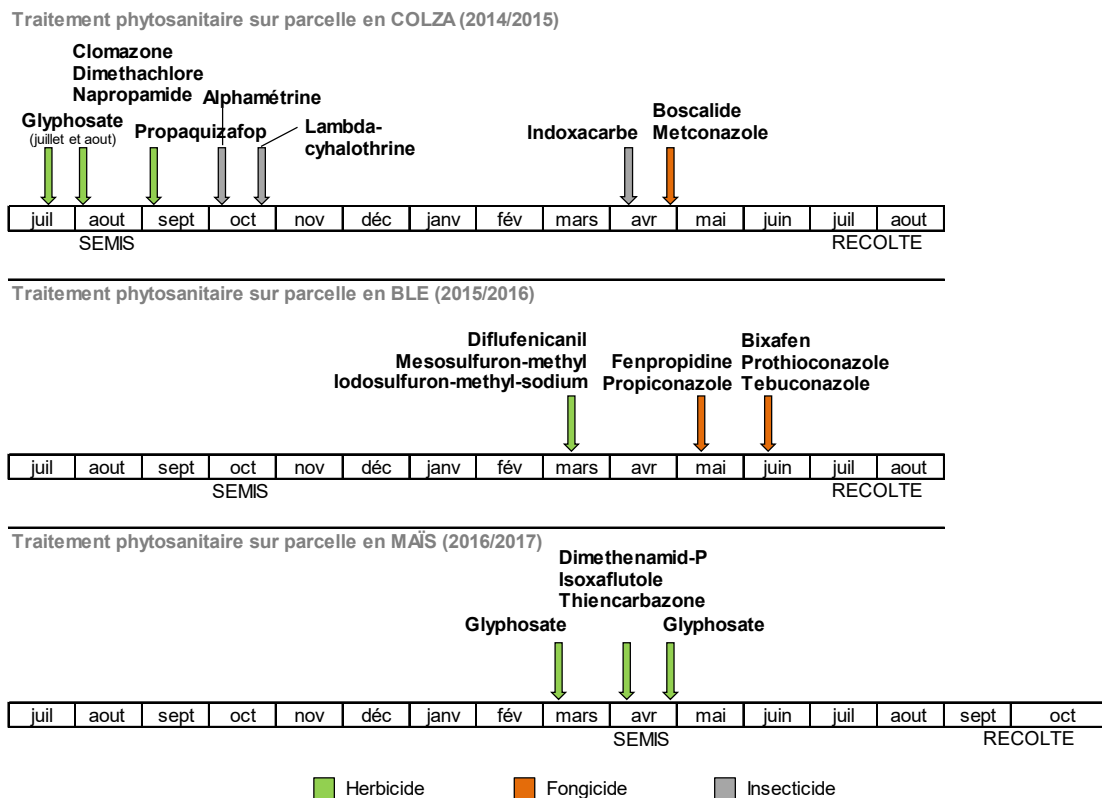 Traitement phytosanitaire sur parcelle en COLZA (2014/2015)
Clomazone
Dimethachlore
Napropamide
Alphamétrine
Glyphosate
(juillet et aout)
Propaquizafop
Lambda-
cyhalothrine
Indoxacarbe
Boscalide
Metconazole
juil aout sept oct nov déc janv fév mars avr mai juin juil aout
SEMIS RECOLTE
Traitement phytosanitaire sur parcelle en BLE (2015/2016)
Diflufenicanil
Mesosulfuron-methyl
Iodosulfuron-methyl-sodium
Fenpropidine
Propiconazole
Bixafen
Prothioconazole
Tebuconazole
juil aout sept oct nov déc janv fév mars avr mai juin juil aout
SEMIS RECOLTE
Traitement phytosanitaire sur parcelle en MAÏS (2016/2017)
Dimethenamid-P
Isoxaflutole
Thiencarbazone
Glyphosate Glyphosate
juil aout sept oct nov déc janv fév mars avr mai juin juil aout sept oct
SEMIS RECOLTE
Herbicide Fongicide Insecticide